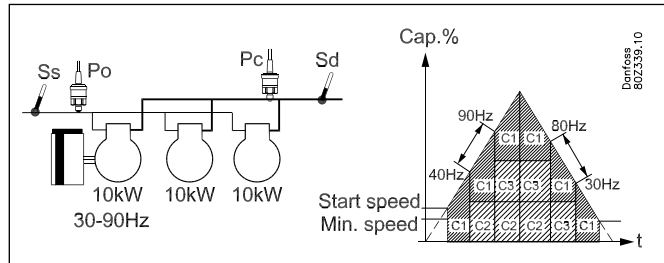 Ss
Po
Pc
Sd
10kW
10kW
10kW
30-90Hz
Cap.%
Danfoss
80Z339.10
90Hz
80Hz
C1
C1
40Hz
30Hz
C1
C3
C3
C1
Start speed
Min. speed
C1
C2
C2
C2
C3
C1
t